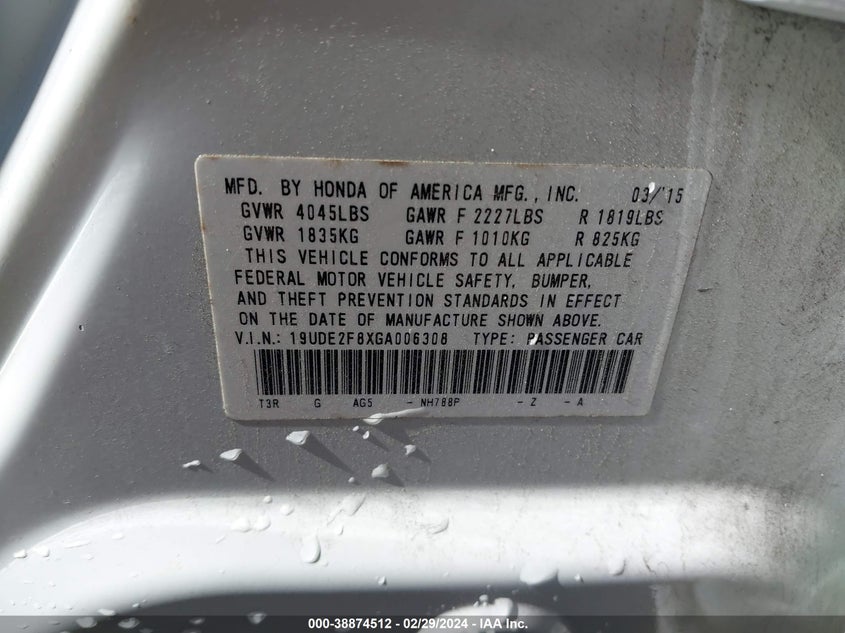 MFD. BY HONDA OF AMERICA MFG., INC. 03/'15
GVWR 4045LBS GAWR F 2227LBS R 1819LBS
GVWR 1835KG GAWR F 1010KG R 825KG
THIS VEHICLE CONFORMS TO ALL APPLICABLE
FEDERAL MOTOR VEHICLE SAFETY, BUMPER,
AND THEFT PREVENTION STANDARDS IN EFFECT
ON THE DATE OF MANUFACTURE SHOWN ABOVE.
V.I.N.: 19UDE2F8XGA006308 TYPE: PASSENGER CAR
T3R G AG5 - NH788P - Z - A
000-38874512 - 02/29/2024 - IAA Inc.